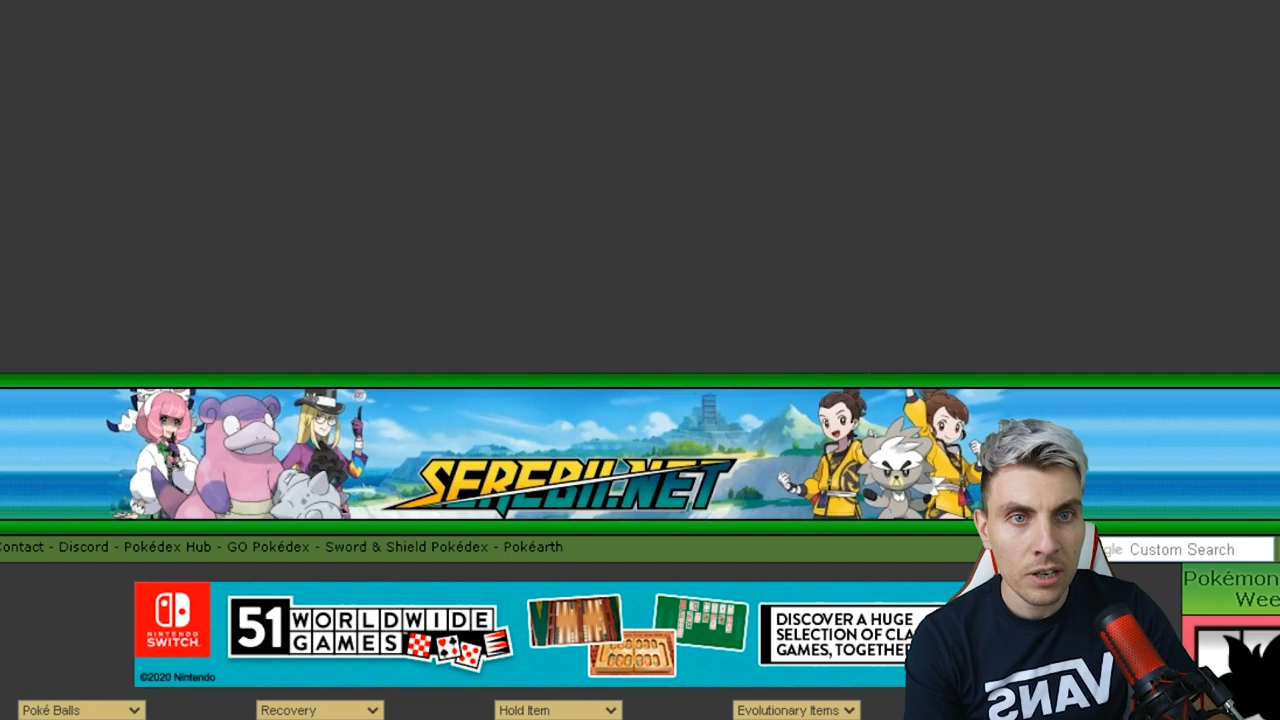 SEREBII.NET
Contact - Discord - Pokédex Hub - GO Pokédex - Sword & Shield Pokédex - Pokéarth
Custom Search
Pokémon
Wee
NINTENDO
SWITCH
51 WORLDWIDE
GAMES
DISCOVER A HUGE
SELECTION OF CLA
GAMES, TOGETHER
©2020 Nintendo
VANS
Poké Balls
Recovery
Hold Item
Evolutionary Items